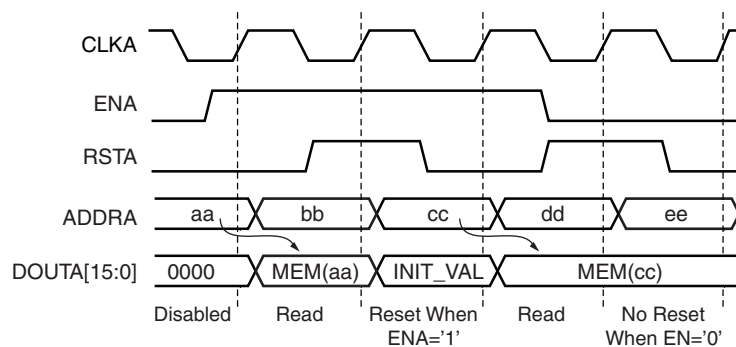 CLKA
ENA
RSTA
ADDRA aa bb cc dd ee
DOUTA[15:0] 0000 MEM(aa) INIT_VAL MEM(cc)
Disabled Read Reset When Read No Reset
ENA='1' When EN='0'